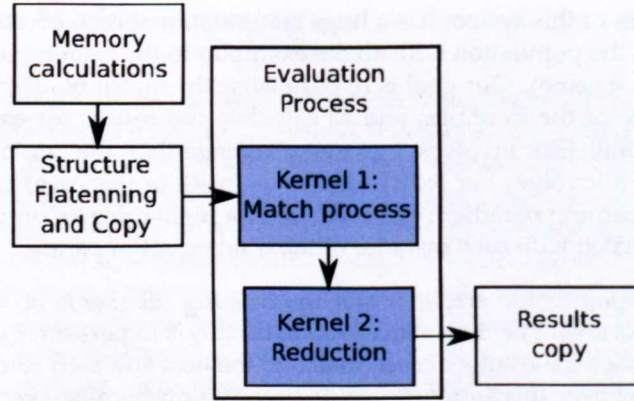 Memory
calculations
Evaluation
Process
Structure
Flatenning
and Copy
Kernel 1:
Match process
Kernel 2:
Reduction
Results
copy